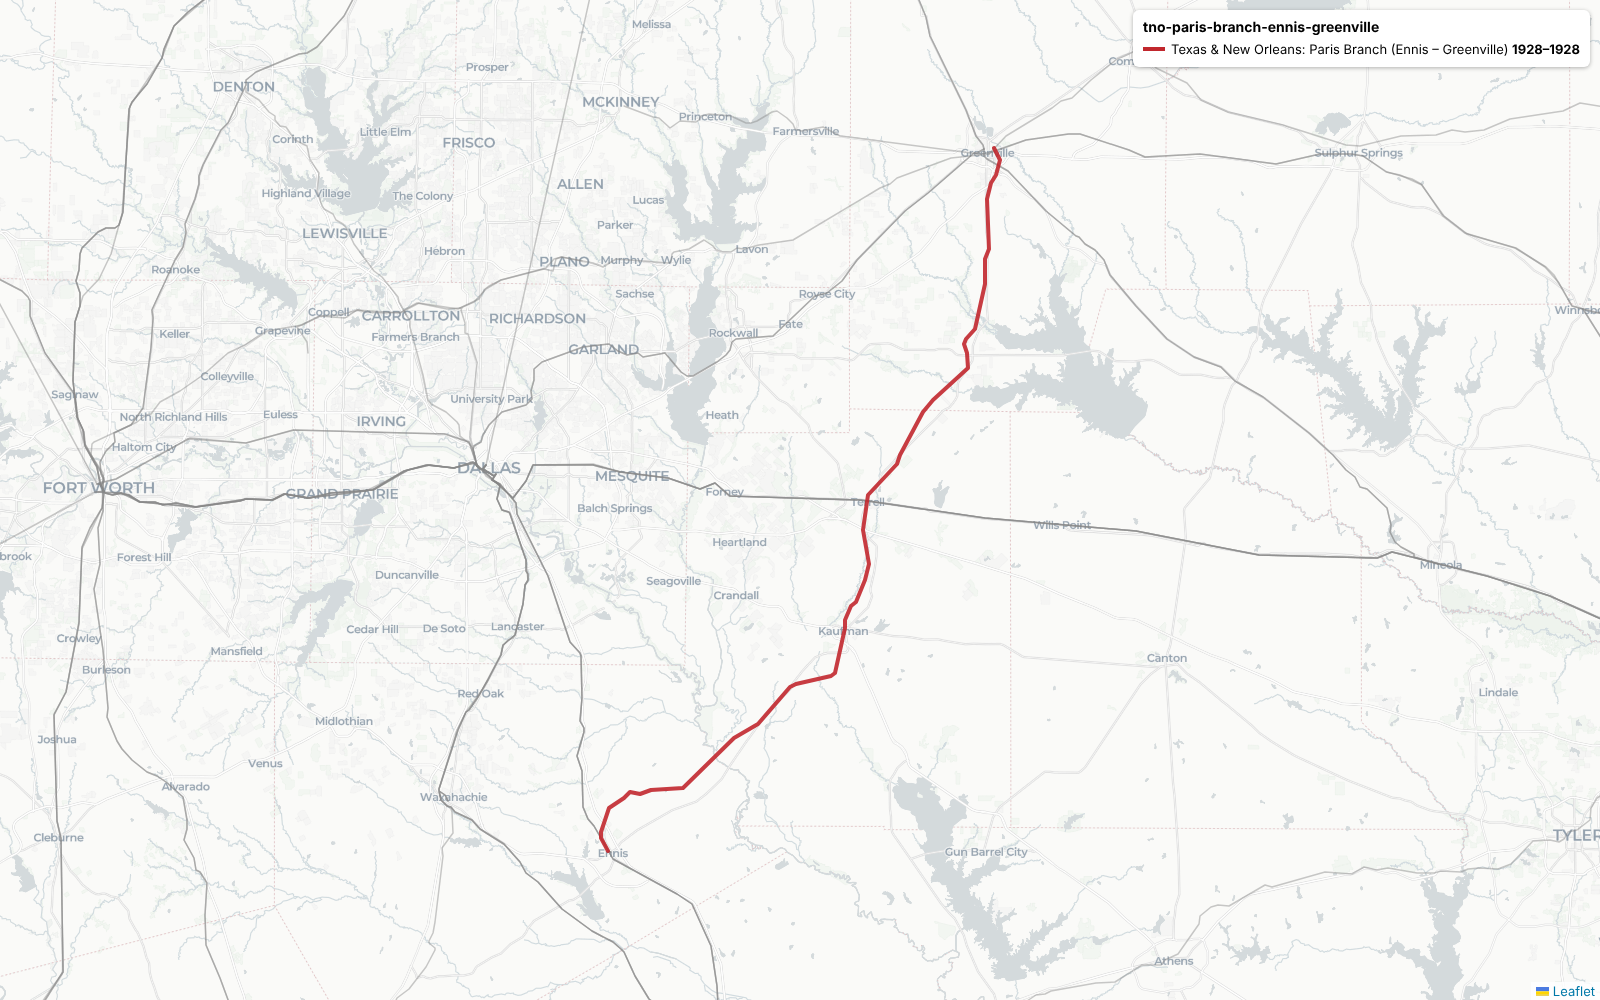 tno-paris-branch-ennis-greenville
Texas & New Orleans: Paris Branch (Ennis – Greenville) 1928–1928
Melissa
Prosper
Com
DENTON
MCKINNEY
Princeton
Farmersville
Corinth
Little Elm
FRISCO
Greenville
Sulphur Springs
Highland Village
The Colony
ALLEN
Lucas
LEWISVILLE
Parker
Hebron
Lavon
Roanoke
PLANO
Murphy
Wylie
Sachse
Royse City
Coppell
CARROLLTON
RICHARDSON
Winnsbo
Keller
Grapevine
Farmers Branch
Rockwall
Fate
GARLAND
Colleyville
Saginaw
University Park
North Richland Hills
Euless
IRVING
Heath
Haltom City
DALLAS
MESQUITE
FORT WORTH
GRAND PRAIRIE
Forney
Terrell
Balch Springs
Wills Point
Heartland
brook
Forest Hill
Mineola
Duncanville
Seagoville
Crandall
Crowley
Cedar Hill
De Soto
Lancaster
Kaufman
Mansfield
Burleson
Canton
Red Oak
Lindale
Midlothian
Joshua
Venus
Alvarado
Waxahachie
Cleburne
TYLER
Ennis
Gun Barrel City
Athens
Leaflet